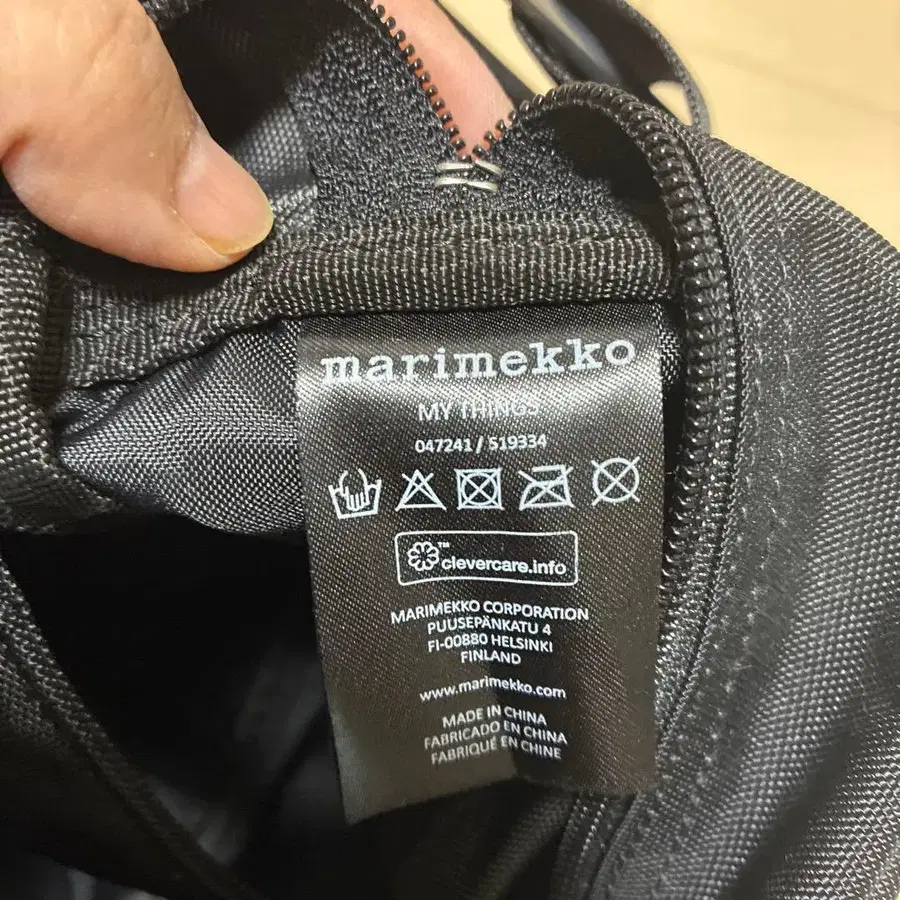 marimekko
MY THINGS
047241 / 519334
clevercare.info™
MARIMEKKO CORPORATION
PUUSEPÄNKATU 4
FI-00880 HELSINKI
FINLAND
www.marimekko.com
MADE IN CHINA
FABRICADO EN CHINA
FABRIQUÉ EN CHINE